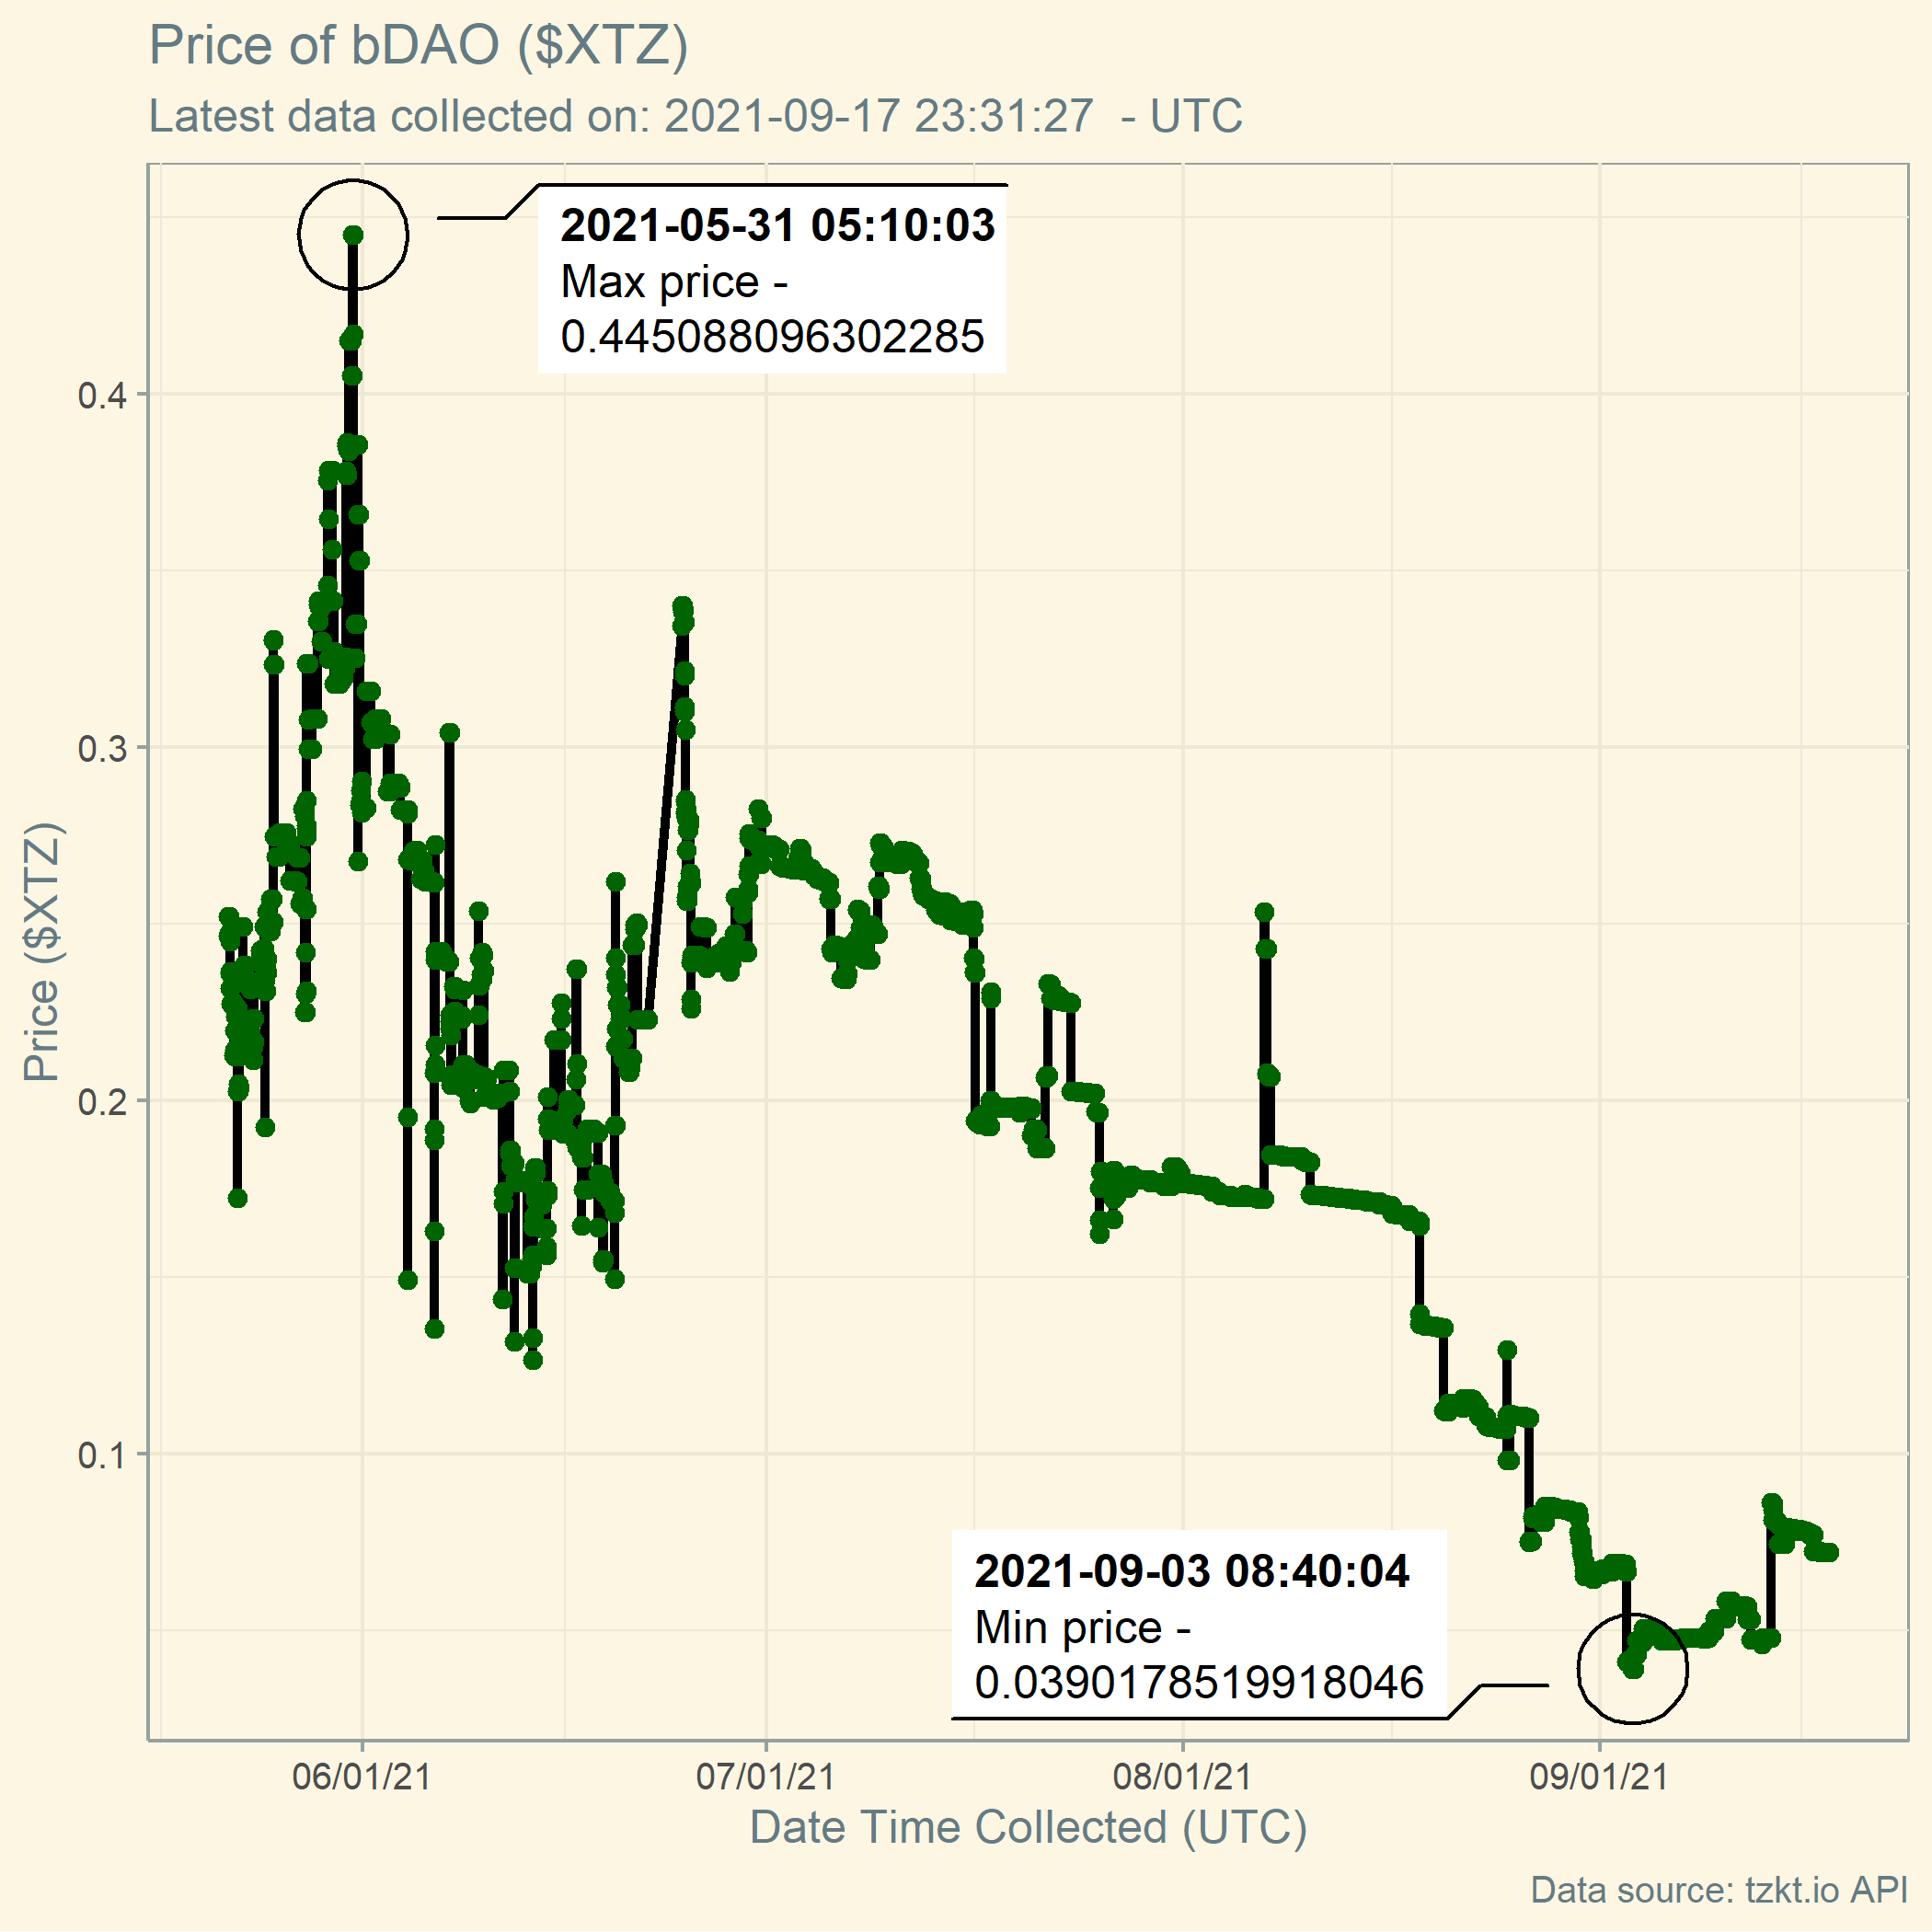 Price of bDAO ($XTZ)
Latest data collected on: 2021-09-17 23:31:27  - UTC
2021-05-31 05:10:03
Max price -
0.445088096302285
0.4
0.3
0.2
0.1
Price ($XTZ)
2021-09-03 08:40:04
Min price -
0.0390178519918046
06/01/21
07/01/21
08/01/21
09/01/21
Date Time Collected (UTC)
Data source: tzkt.io API